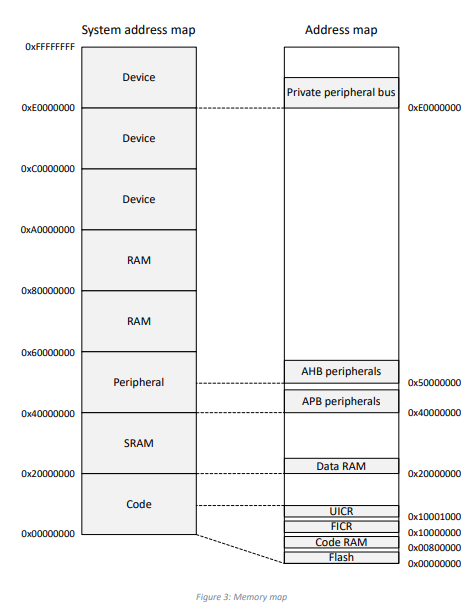 System address map
Address map
0xFFFFFFFF
Device
Private peripheral bus
0xE0000000
0xE0000000
Device
0xC0000000
Device
0xA0000000
RAM
0x80000000
RAM
0x60000000
AHB peripherals
Peripheral
0x50000000
APB peripherals
0x40000000
0x40000000
SRAM
Data RAM
0x20000000
0x20000000
Code
UICR
0x10001000
FICR
0x10000000
0x00000000
Code RAM
0x00800000
Flash
0x00000000
Figure 3: Memory map